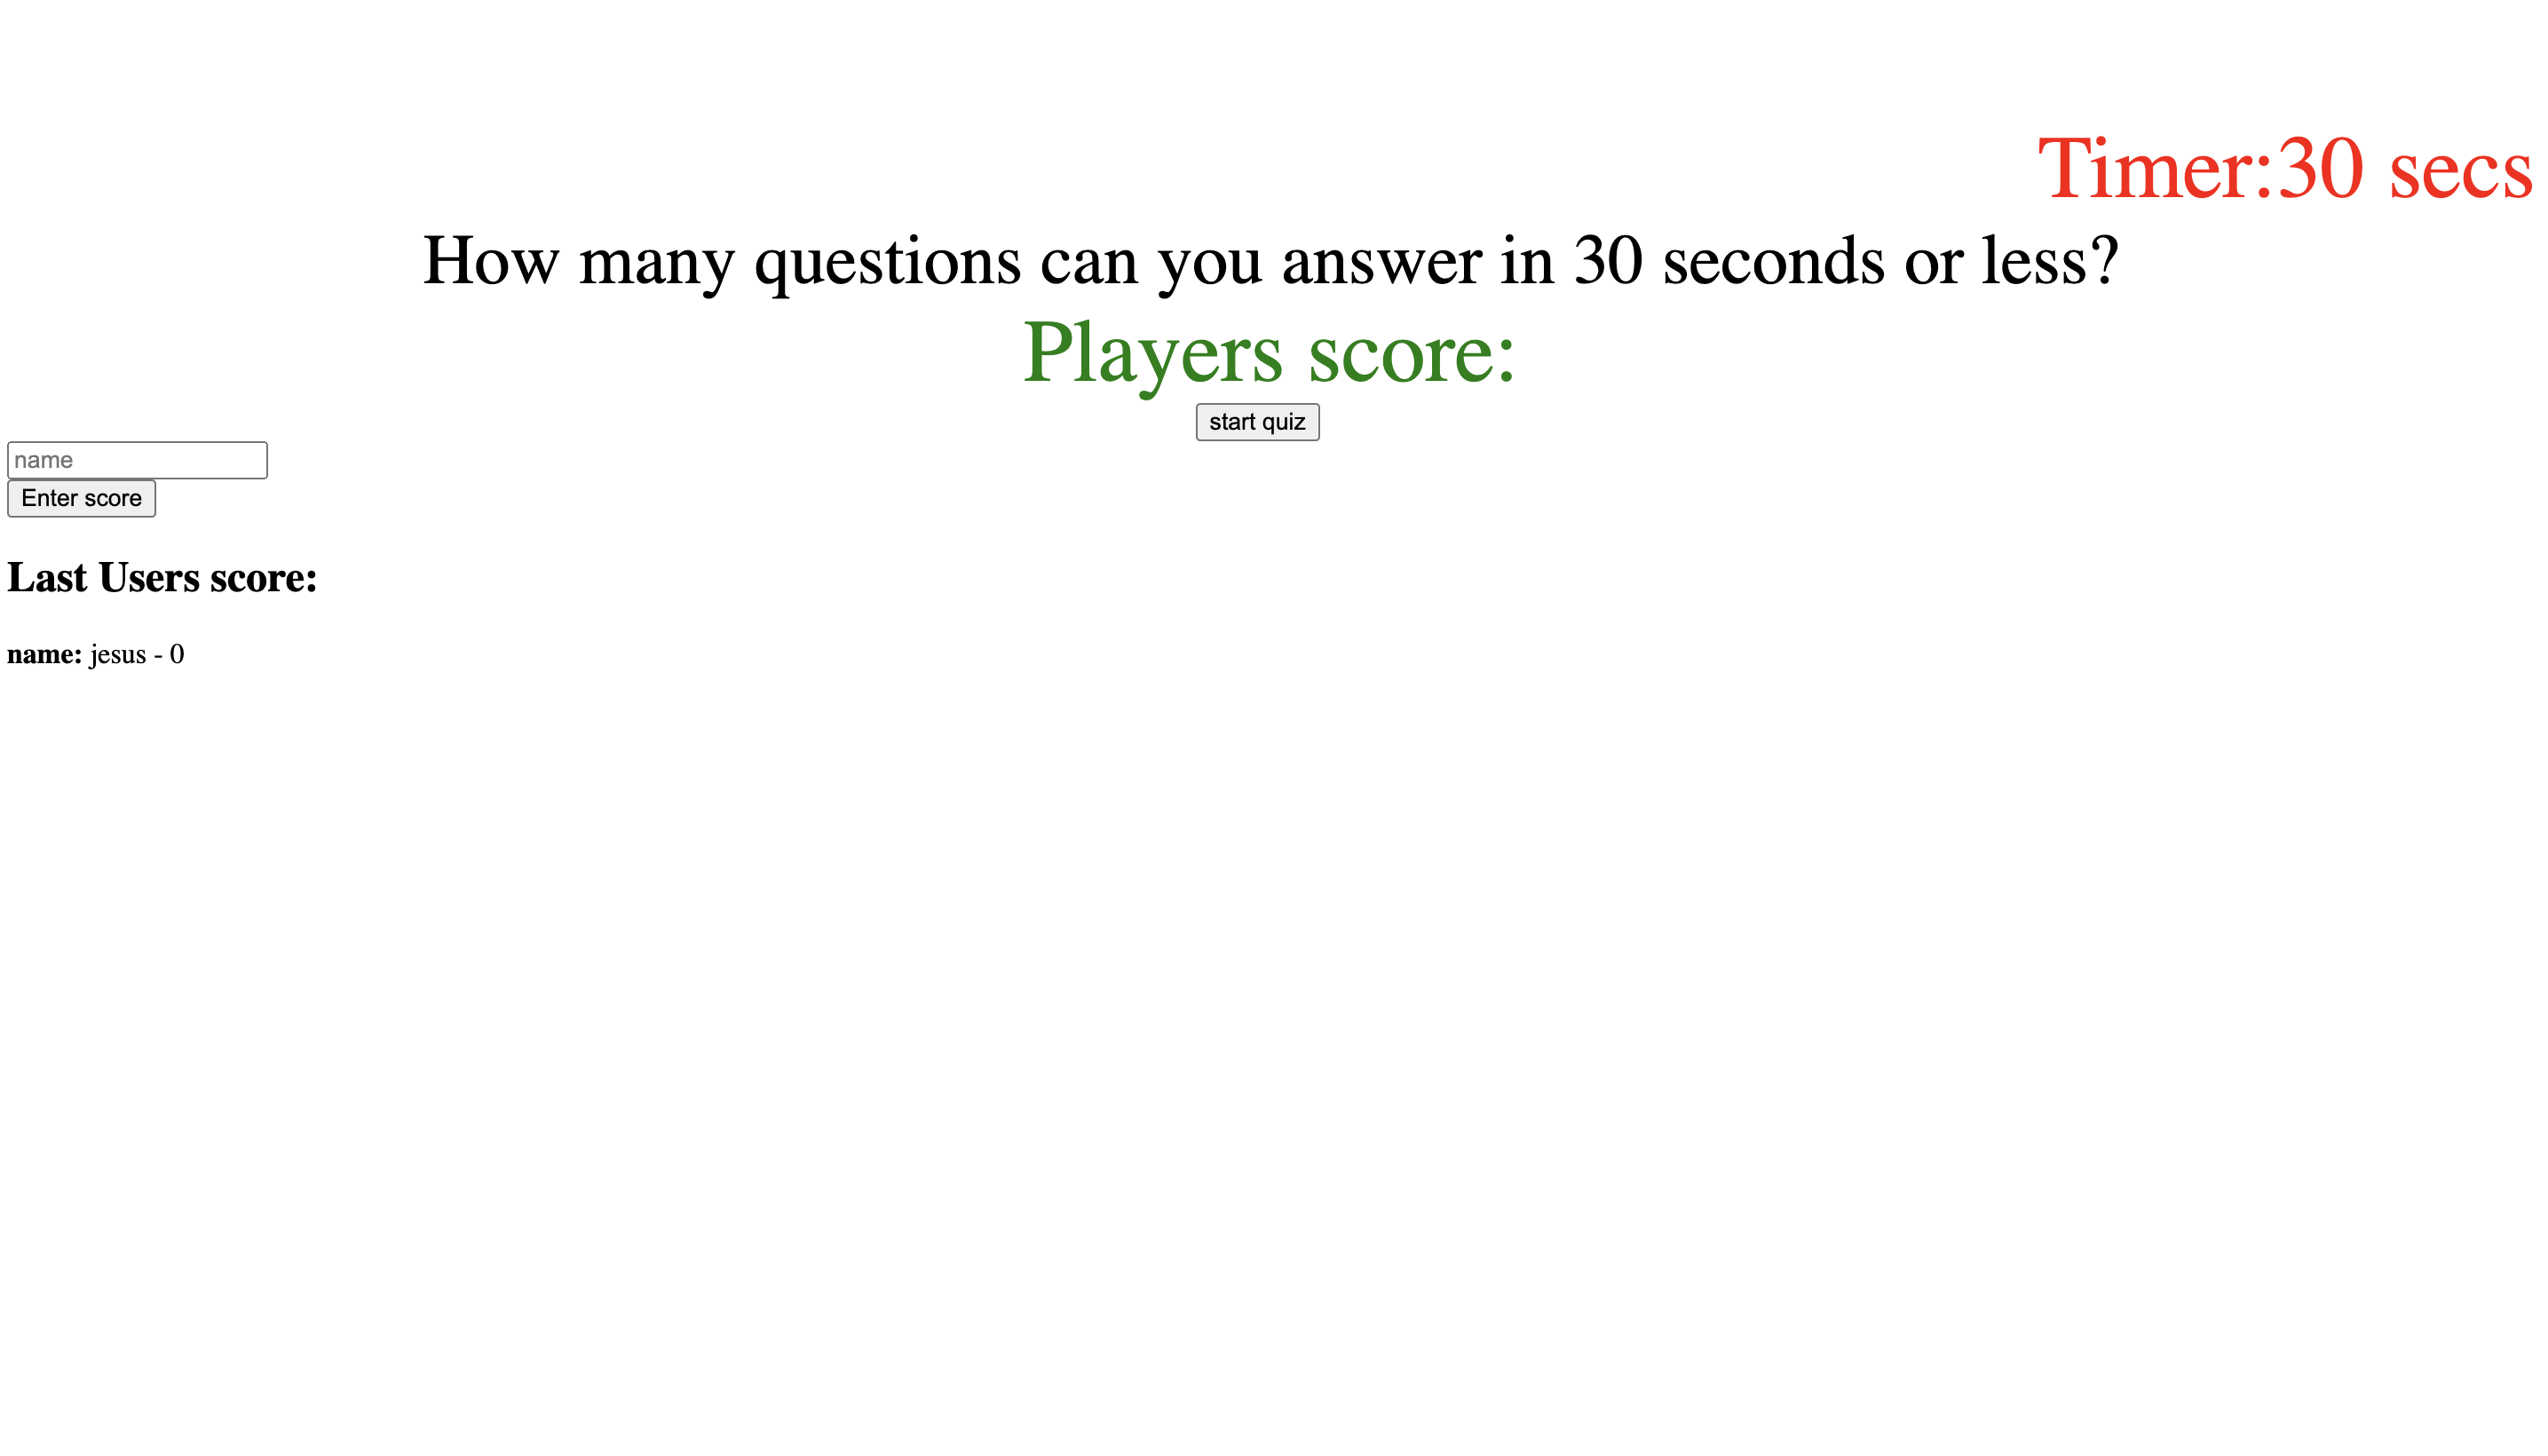 Timer:30 secs
How many questions can you answer in 30 seconds or less?
Players score:
start quiz
name
Enter score
Last Users score:
name: jesus - 0